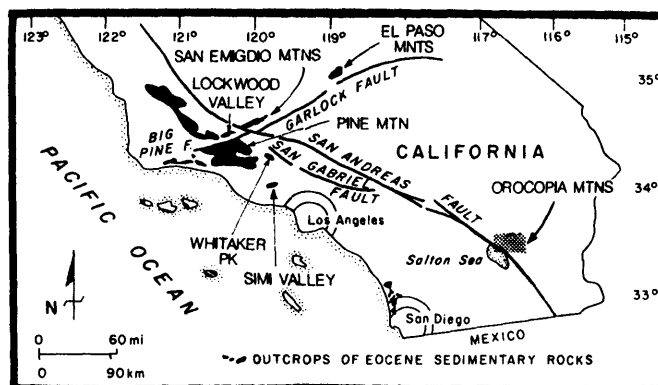 123° 122° 121° 120° 119° 118° 117° 116° 115°
SAN EMIGDIO MTNS
EL PASO
MNTS
35°
LOCKWOOD
VALLEY
GARLOCK FAULT
PINE MTN
BIG
PINE F.
SAN ANDREAS
FAULT
CALIFORNIA
SAN GABRIEL
FAULT
34°
OROCOPIA MTNS
PACIFIC OCEAN
Los Angeles
WHITAKER
PK
SIMI VALLEY
Salton Sea
N
33°
San Diego
MEXICO
0 60 mi
0 90 km
OUTCROPS OF EOCENE SEDIMENTARY ROCKS